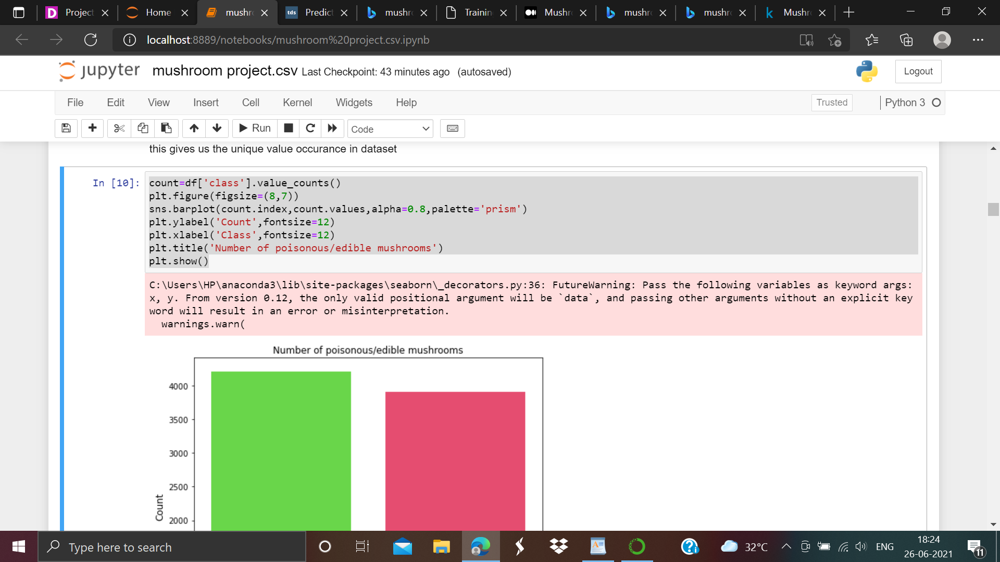 Project
Home
mushr
tds
Predict
mushr
Trainin
Mushr
mushr
mushr
Mushr
localhost:8889/notebooks/mushroom%20project.csv.ipynb
jupyter mushroom project.csv Last Checkpoint: 43 minutes ago (autosaved)
Logout
File Edit View Insert Cell Kernel Widgets Help
Trusted
Python 3
Run
Code
this gives us the unique value occurance in dataset
In [10]:
count=df['class'].value_counts()
plt.figure(figsize=(8,7))
sns.barplot(count.index,count.values,alpha=0.8,palette='prism')
plt.ylabel('Count',fontsize=12)
plt.xlabel('Class',fontsize=12)
plt.title('Number of poisonous/edible mushrooms')
plt.show()
C:\Users\HP\anaconda3\lib\site-packages\seaborn\_decorators.py:36: FutureWarning: Pass the following variables as keyword args:
x, y. From version 0.12, the only valid positional argument will be `data`, and passing other arguments without an explicit key
word will result in an error or misinterpretation.
warnings.warn(
Number of poisonous/edible mushrooms
4000
3500
3000
2500
2000
Count
Type here to search
32°C
ENG
18:24
26-06-2021
11